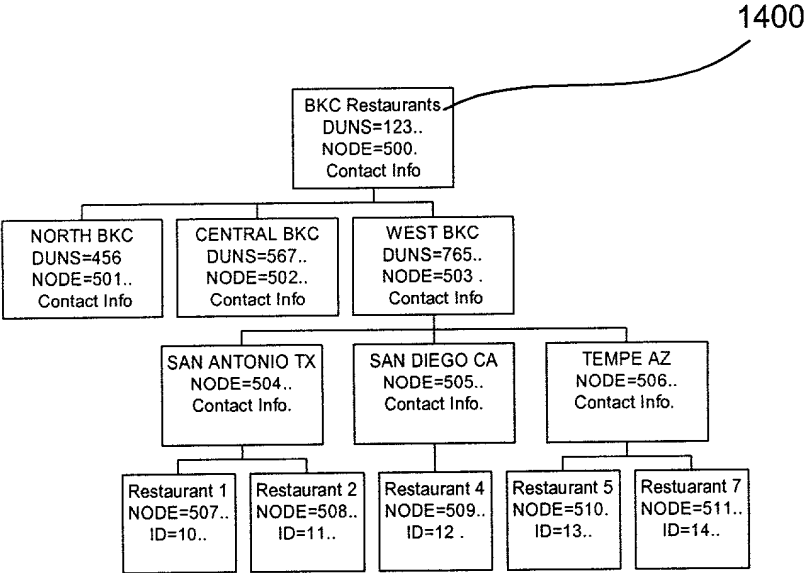 1400
BKC Restaurants
DUNS=123..
NODE=500.
Contact Info
NORTH BKC
DUNS=456
NODE=501..
Contact Info
CENTRAL BKC
DUNS=567..
NODE=502..
Contact Info
WEST BKC
DUNS=765..
NODE=503 .
Contact Info
SAN ANTONIO TX
NODE=504..
Contact Info.
SAN DIEGO CA
NODE=505..
Contact Info.
TEMPE AZ
NODE=506..
Contact Info.
Restaurant 1
NODE=507..
ID=10..
Restaurant 2
NODE=508..
ID=11..
Restaurant 4
NODE=509..
ID=12 .
Restaurant 5
NODE=510.
ID=13..
Restuarant 7
NODE=511..
ID=14..